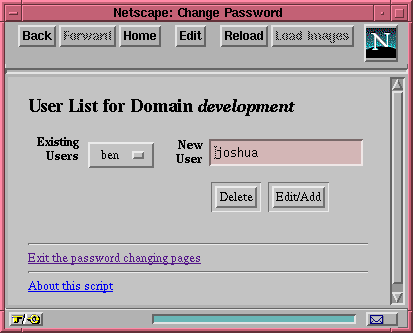 Netscape: Change Password
Back Forward Home Edit Reload Load Images
N
User List for Domain development
Existing Users ben New User joshua
Delete Edit/Add
Exit the password changing pages
About this script